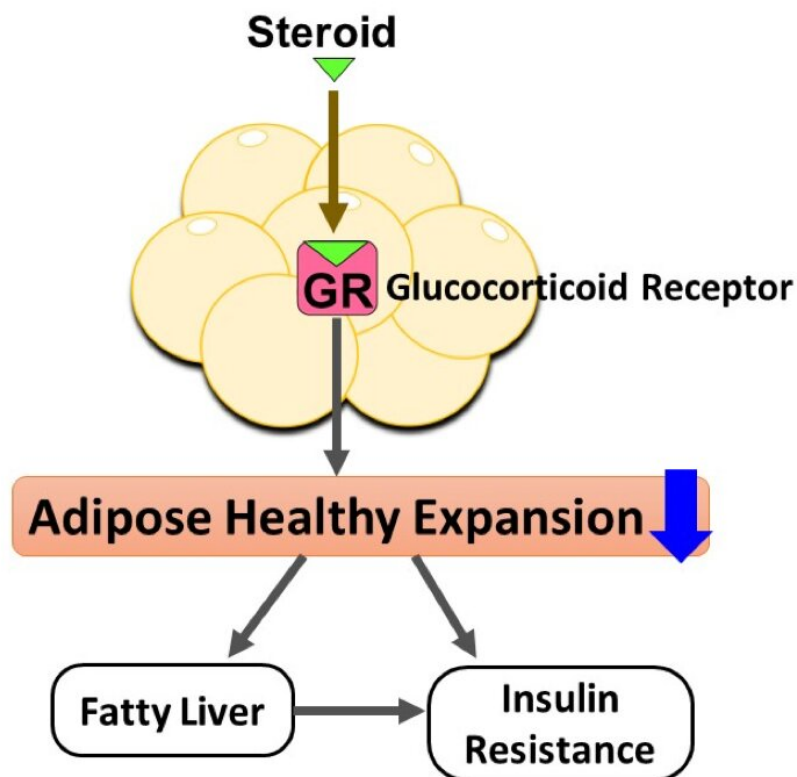 Steroid
GR Glucocorticoid Receptor
Adipose Healthy Expansion
Fatty Liver
Insulin
Resistance